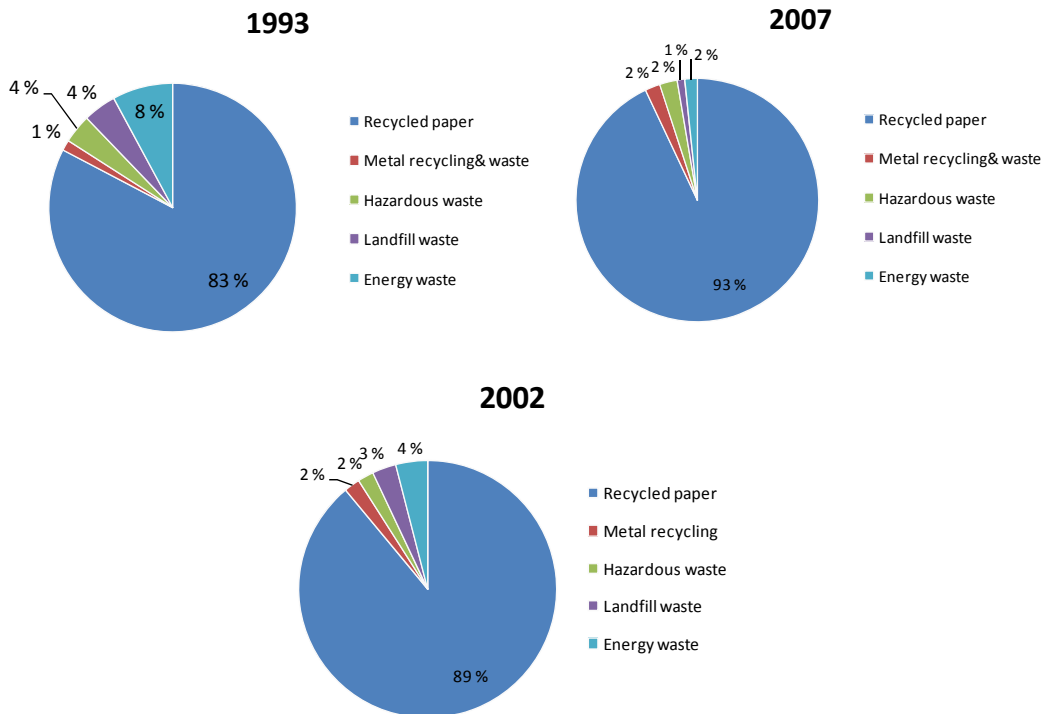 1993
4 %
4 %
8 %
1 %
83 %
Recycled paper
Metal recycling& waste
Hazardous waste
Landfill waste
Energy waste
2007
1 %
2 %
2 %
2 %
93 %
Recycled paper
Metal recycling& waste
Hazardous waste
Landfill waste
Energy waste
2002
2 %
2 %
3 %
4 %
89 %
Recycled paper
Metal recycling
Hazardous waste
Landfill waste
Energy waste